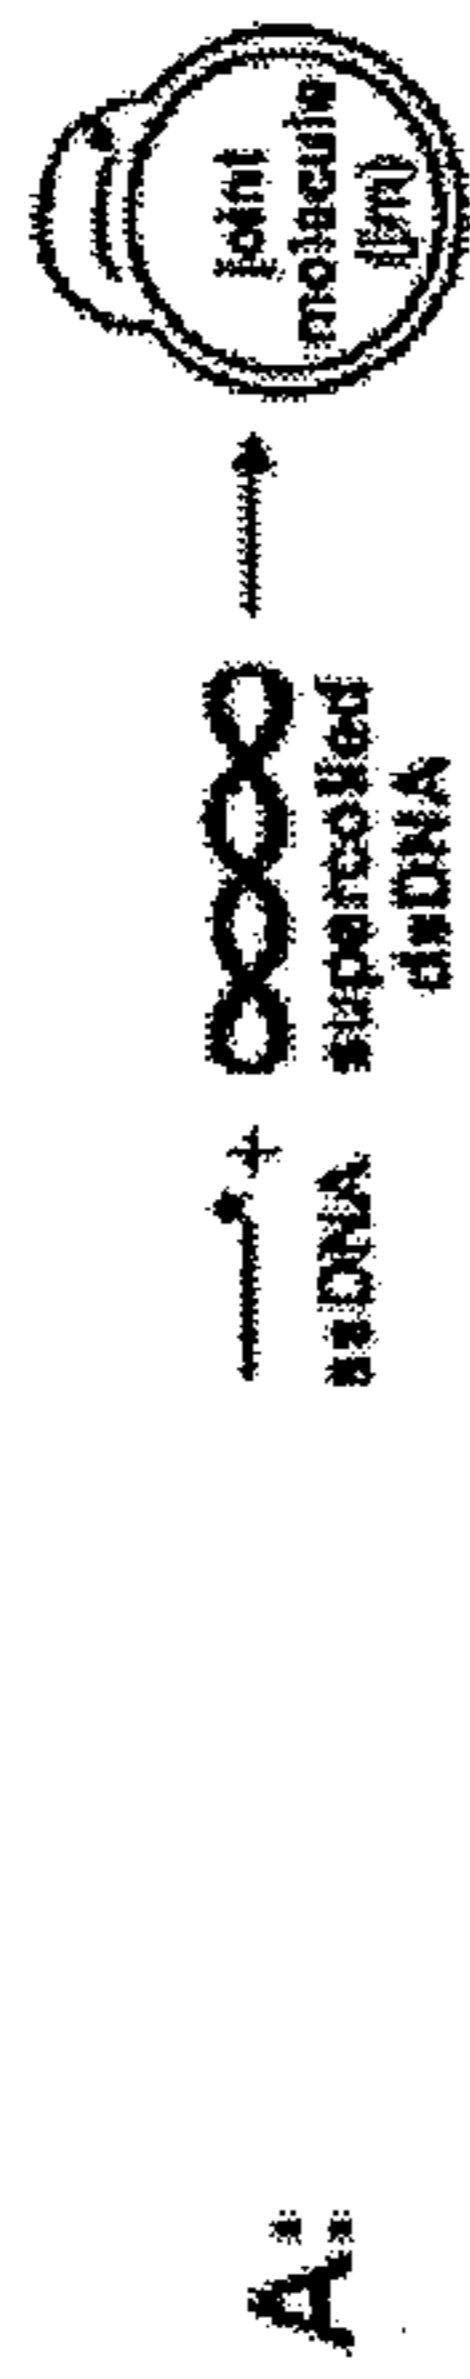 A:
ssDNA
+
supercoiled
dsDNA
joint
molecule
(jm)